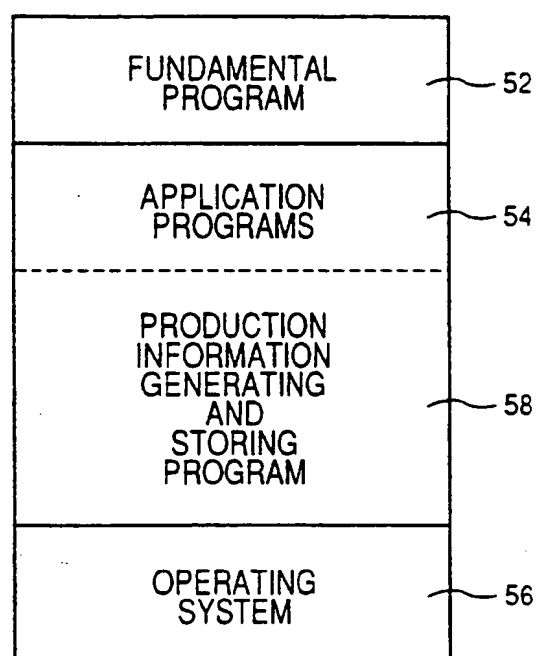 FUNDAMENTAL
PROGRAM
52
APPLICATION
PROGRAMS
54
PRODUCTION
INFORMATION
GENERATING
AND
STORING
PROGRAM
58
OPERATING
SYSTEM
56